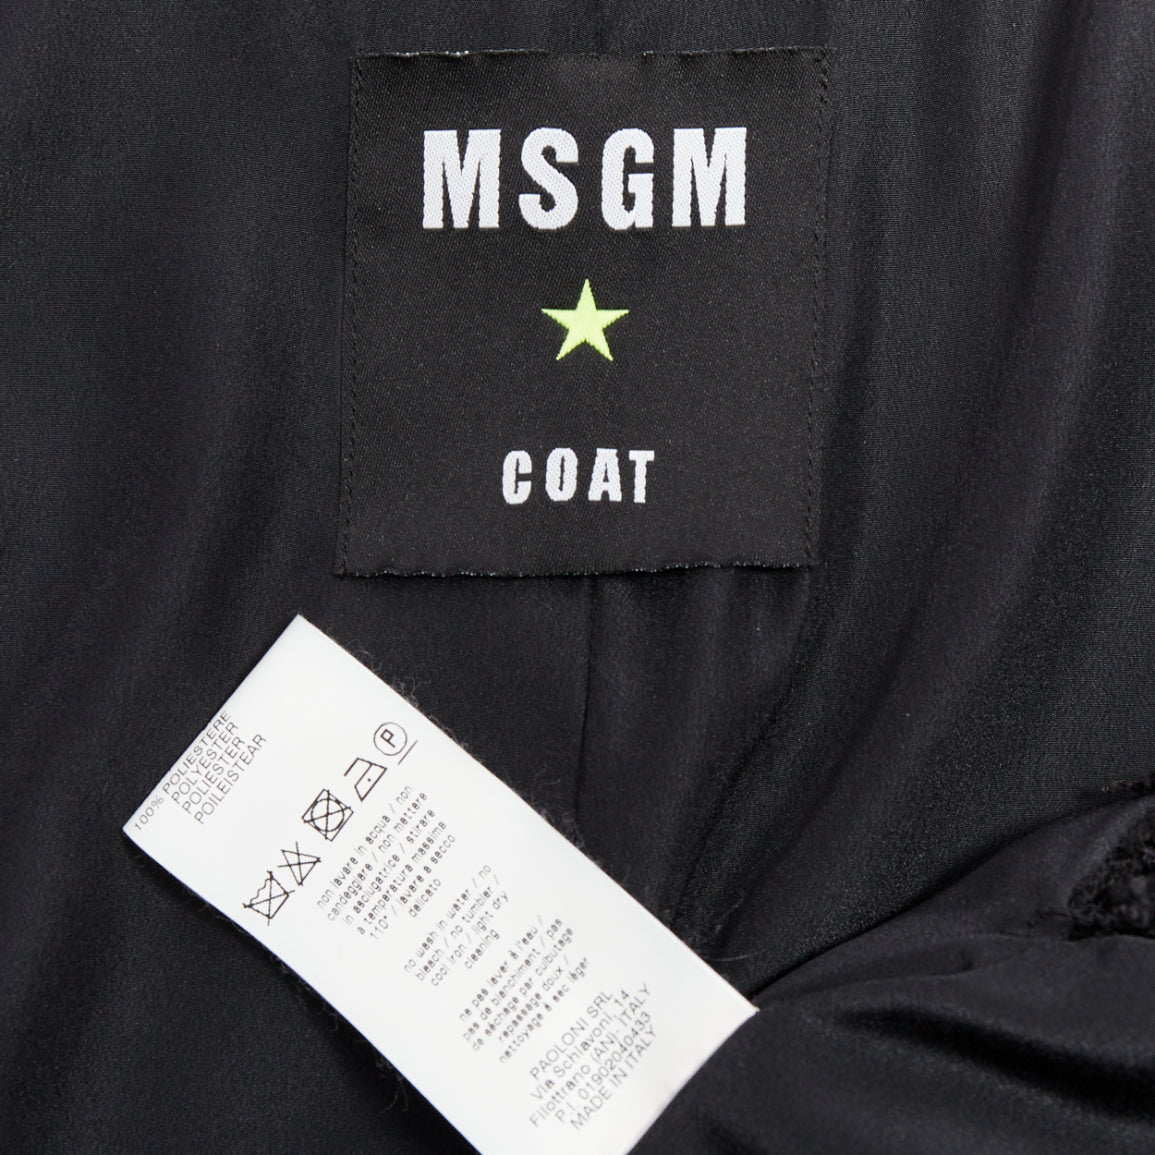 MSGM
COAT
100% POLIESTERE
POLYESTER
POLIESTER
POILEISTEAR
P
non lavare in acqua / non
candeggiare / non mettere
in asciugatrice / stirare
a temperatura massima
110° / lavare a secco
delicato
no wash in water / no
bleach / no tumbler /
cool iron / light dry
cleaning
ne pas laver à l'eau /
pas de blanchiment / pas
de séchage par culbutage
repassage doux /
nettoyage à sec léger
PAOLONI SRL
Via Schiavoni, 14
Filottrano (AN)- ITALY
P.I. 01902040433
MADE IN ITALY